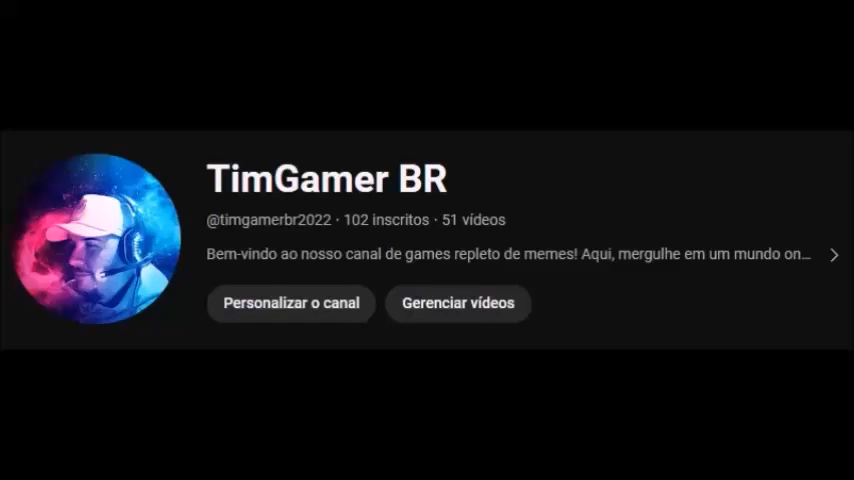 TimGamer BR
@timgamerbr2022 · 102 inscritos · 51 vídeos
Bem-vindo ao nosso canal de games repleto de memes! Aqui, mergulhe em um mundo on...
Personalizar o canal
Gerenciar vídeos